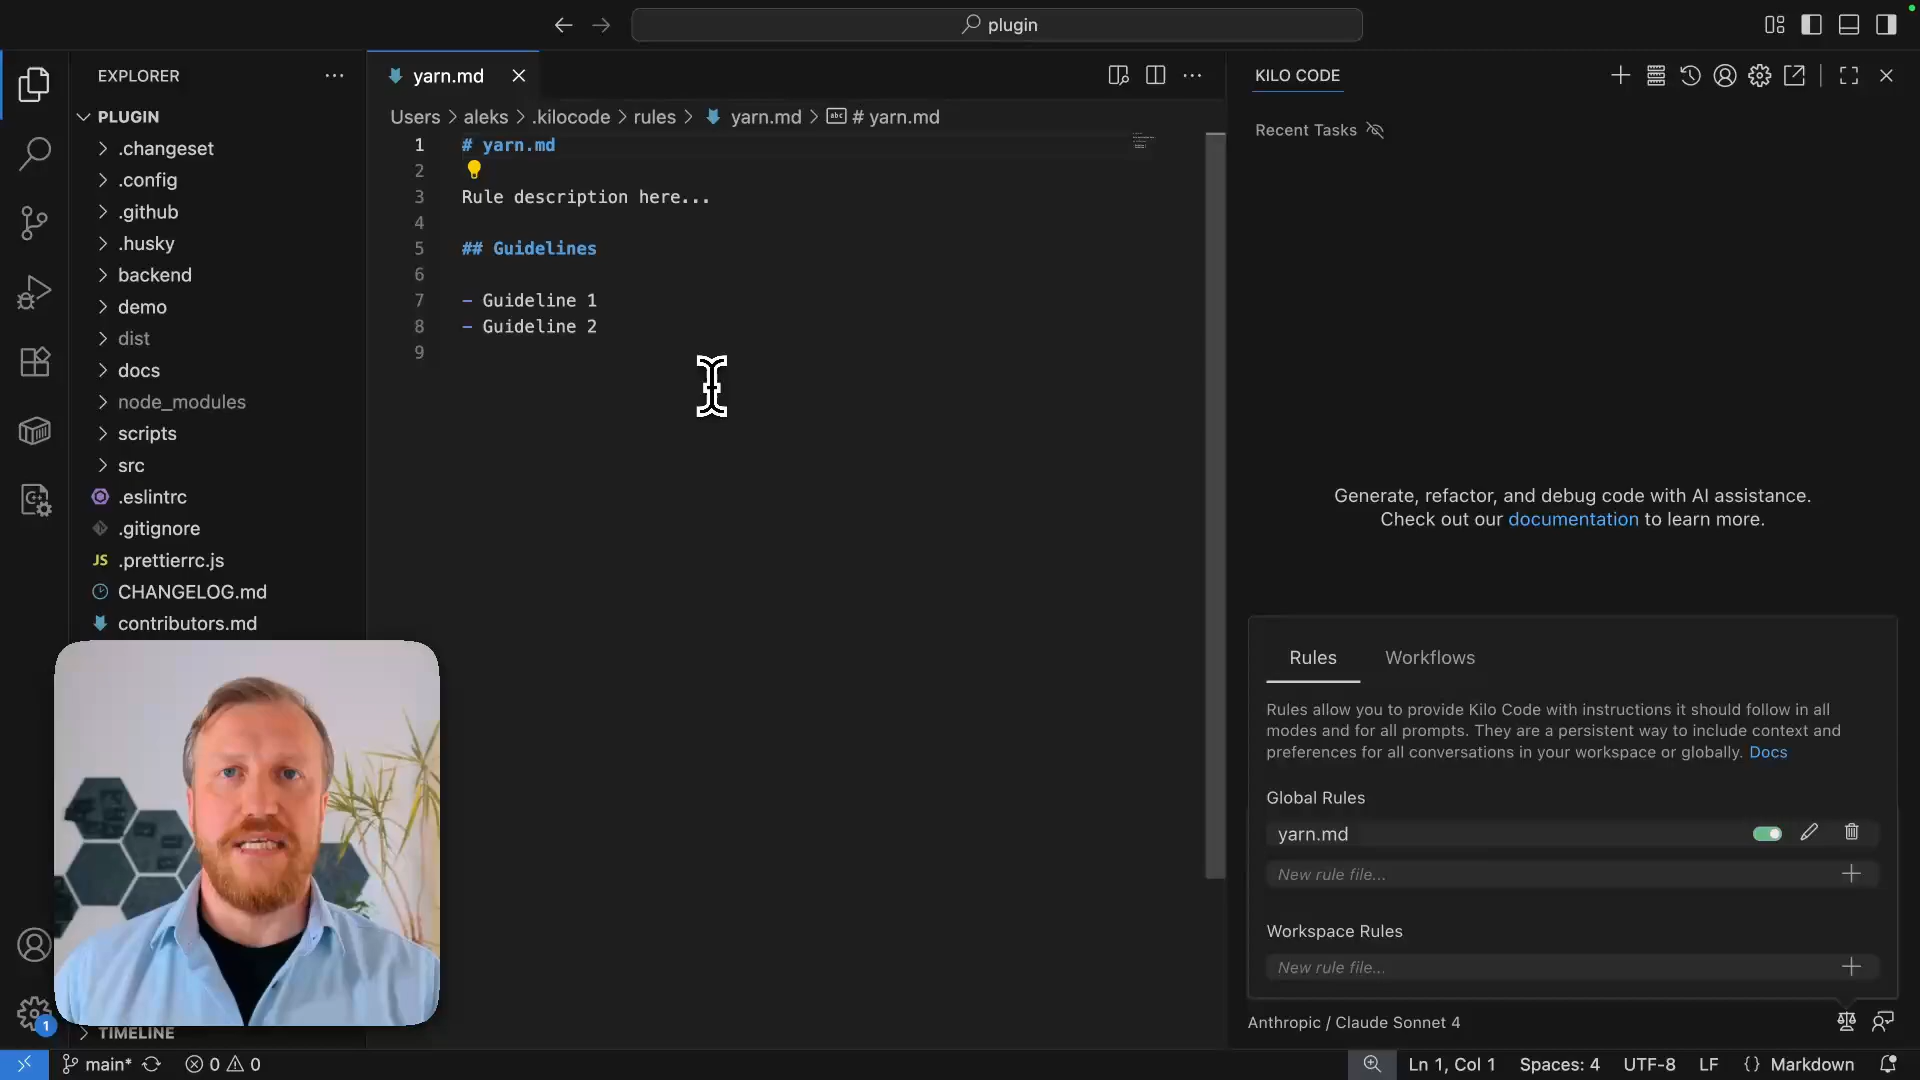 plugin
EXPLORER
PLUGIN
.changeset
.config
.github
.husky
backend
demo
dist
docs
node_modules
scripts
src
.eslintrc
.gitignore
JS .prettierrc.js
CHANGELOG.md
contributors.md
TIMELINE
yarn.md
Users > aleks > .kilocode > rules > yarn.md > abc # yarn.md
1 # yarn.md
2
3 Rule description here...
4
5 ## Guidelines
6
7 - Guideline 1
8 - Guideline 2
9
KILO CODE
Recent Tasks
Generate, refactor, and debug code with AI assistance.
Check out our documentation to learn more.
Rules Workflows
Rules allow you to provide Kilo Code with instructions it should follow in all
modes and for all prompts. They are a persistent way to include context and
preferences for all conversations in your workspace or globally. Docs
Global Rules
yarn.md
New rule file...
Workspace Rules
New rule file...
Anthropic / Claude Sonnet 4
1
main* 0 0 Ln 1, Col 1 Spaces: 4 UTF-8 LF {} Markdown